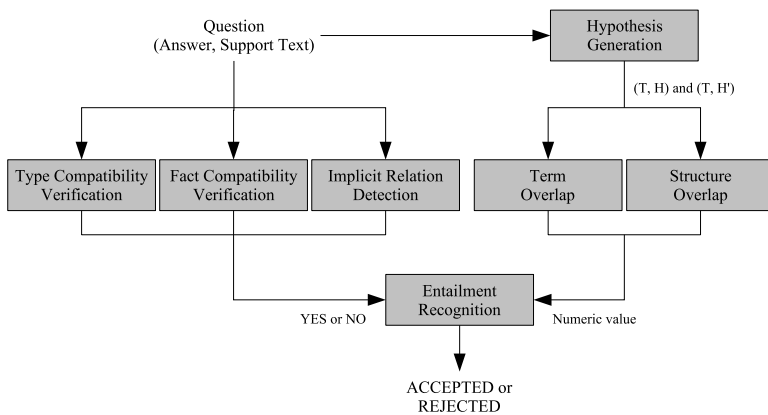 Question
(Answer, Support Text)
Hypothesis
Generation
(T, H) and (T, H')
Type Compatibility
Verification
Fact Compatibility
Verification
Implicit Relation
Detection
Term
Overlap
Structure
Overlap
Entailment
Recognition
YES or NO
Numeric value
ACCEPTED or
REJECTED